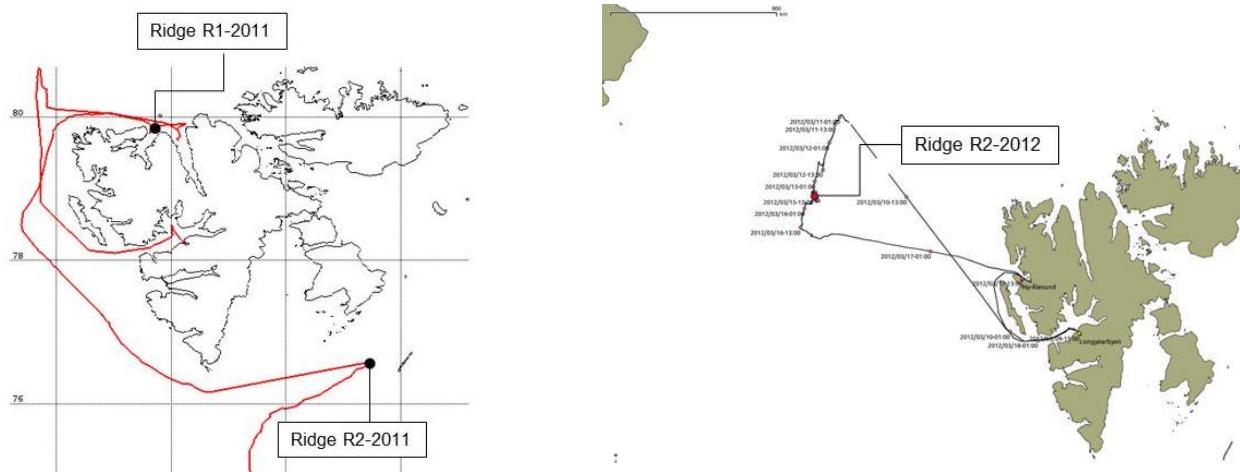 Ridge R1-2011
80
78
76
Ridge R2-2011
900
km
2012/03/11-01:00
2012/03/11-13:00
2012/03/12-01:00
2012/03/12-13:00
2012/03/13-01:00
2012/03/15-13:00
2012/03/16-01:00
2012/03/16-13:00
Ridge R2-2012
2012/03/10-13:00
2012/03/17-01:00
Ny-Ålesund
2012/03/10-01:00
2012/03/18-01:00
Longyearbyen